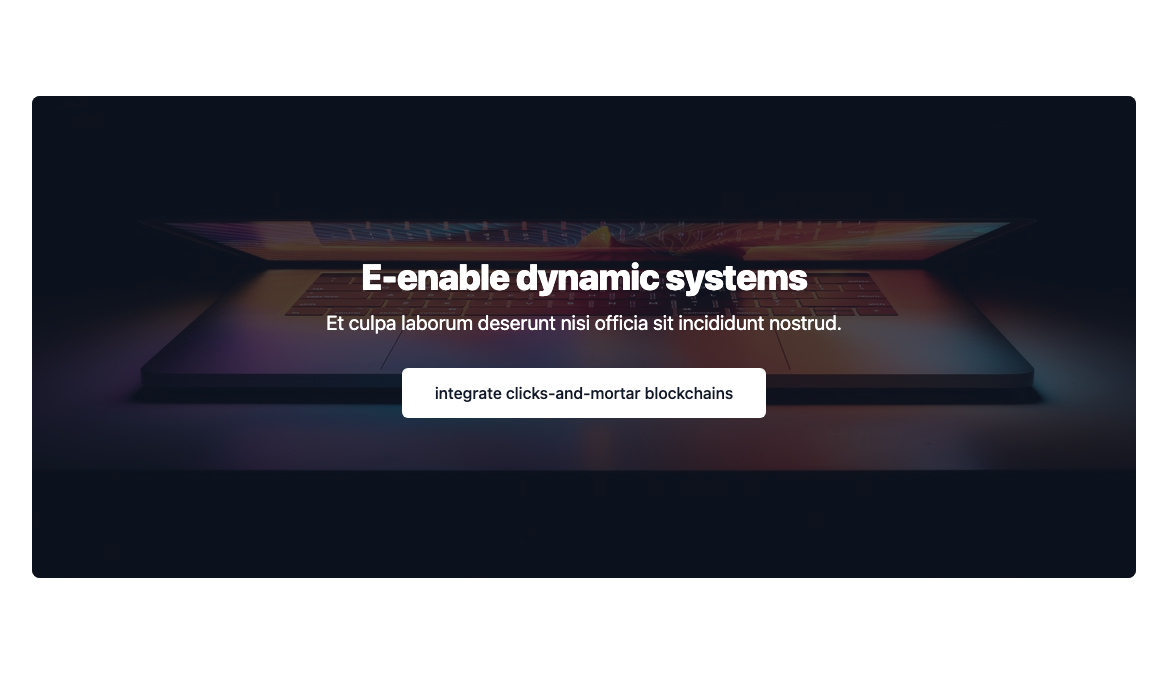 E-enable dynamic systems
Et culpa laborum deserunt nisi officia sit incididunt nostrud.
integrate clicks-and-mortar blockchains